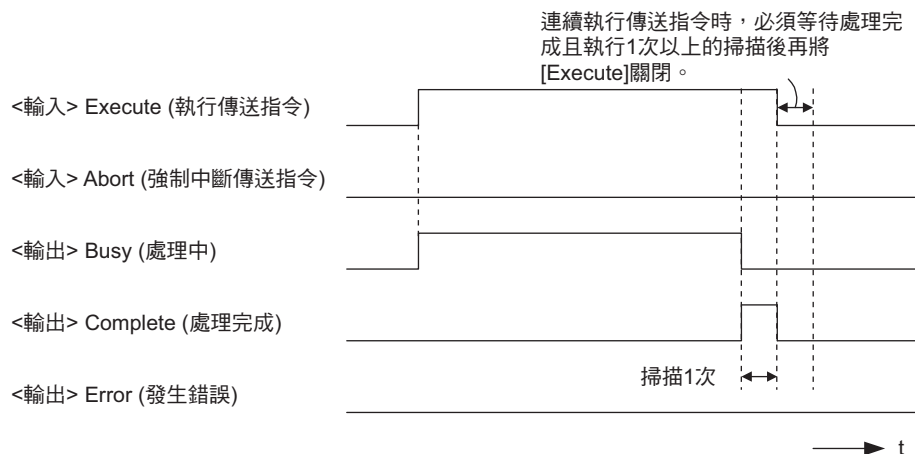 連續執行傳送指令時，必須等待處理完
成且執行1次以上的掃描後再將
[Execute]關閉。
<輸入> Execute (執行傳送指令)
<輸入> Abort (強制中斷傳送指令)
<輸出> Busy (處理中)
<輸出> Complete (處理完成)
掃描1次
<輸出> Error (發生錯誤)
t